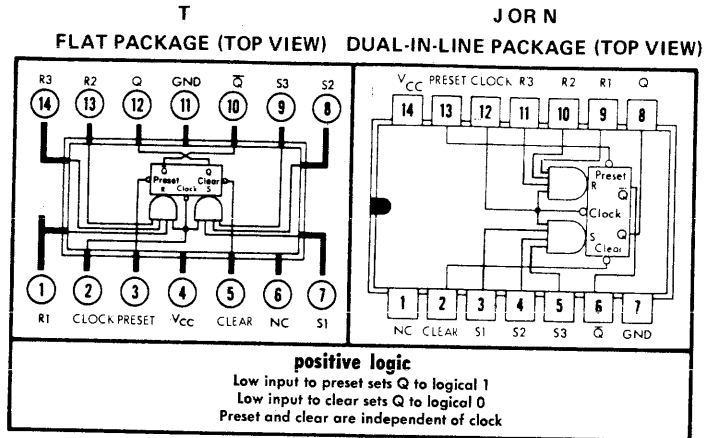 T
FLAT PACKAGE (TOP VIEW)
R3 R2 Q GND Q̅ S3 S2
14 13 12 11 10 9 8
Q̅ Q
Preset Clear
R Clock S
1 2 3 4 5 6 7
R1 CLOCK PRESET VCC CLEAR NC S1
J OR N
DUAL-IN-LINE PACKAGE (TOP VIEW)
VCC PRESET CLOCK R3 R2 R1 Q
14 13 12 11 10 9 8
Preset
R
Q̅
Clock
Q
S
Clear
1 2 3 4 5 6 7
NC CLEAR S1 S2 S3 Q̅ GND
positive logic
Low input to preset sets Q to logical 1
Low input to clear sets Q to logical 0
Preset and clear are independent of clock